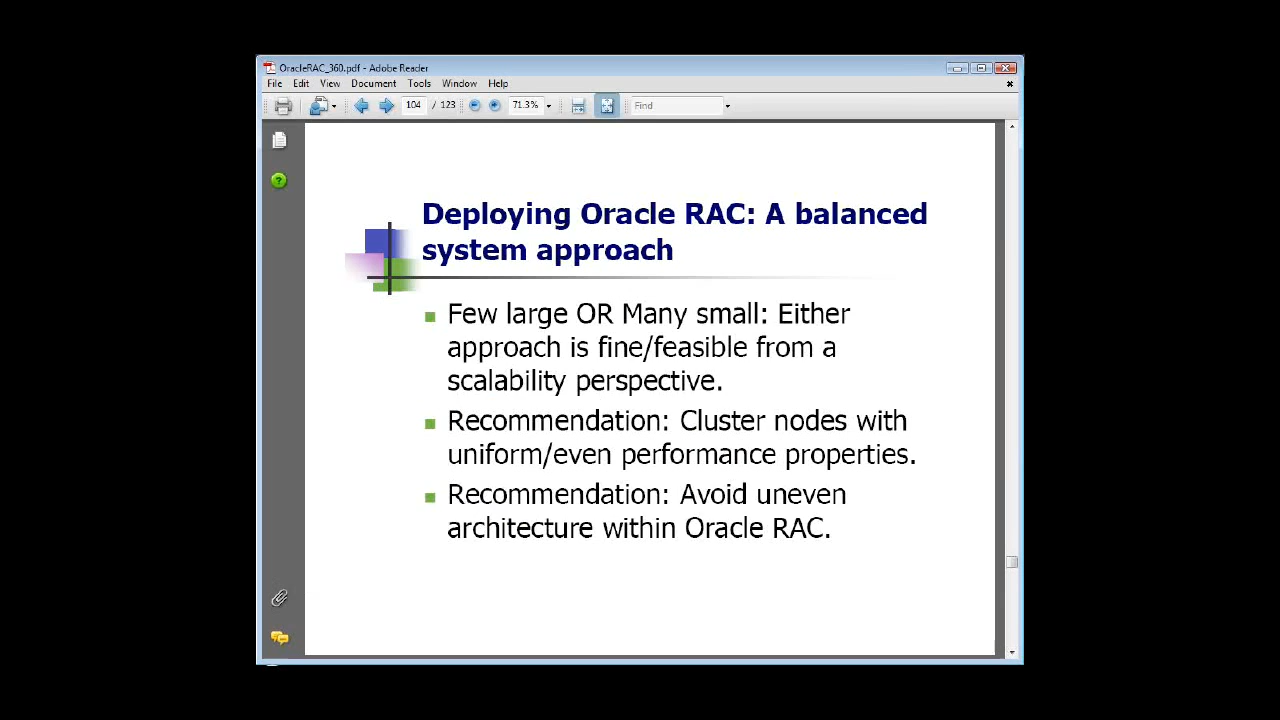 OracleRAC_360.pdf - Adobe Reader
File Edit View Document Tools Window Help
104 / 123 71.3% Find
Deploying Oracle RAC: A balanced
system approach
Few large OR Many small: Either
approach is fine/feasible from a
scalability perspective.
Recommendation: Cluster nodes with
uniform/even performance properties.
Recommendation: Avoid uneven
architecture within Oracle RAC.